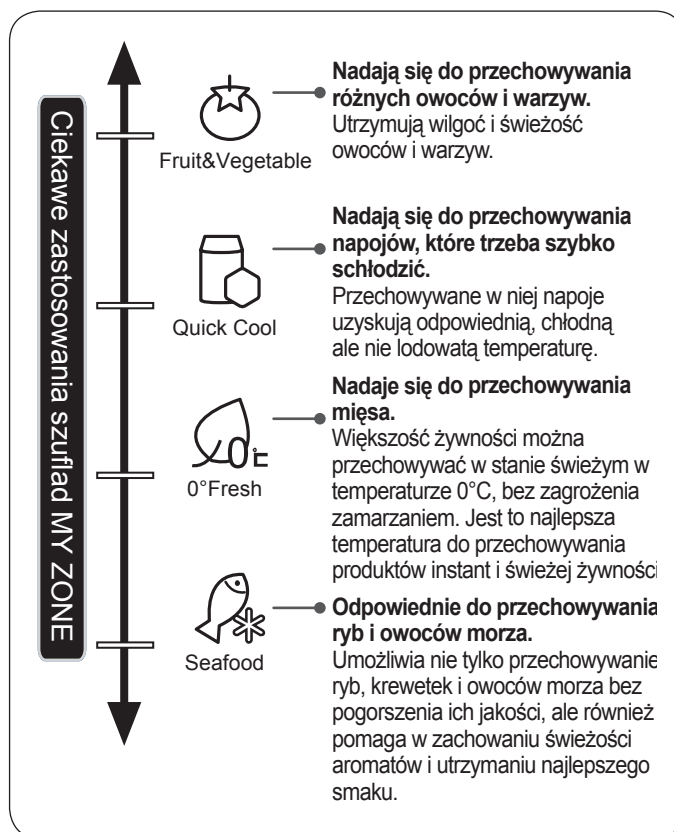 Ciekawe zastosowania szuflad MY ZONE
Fruit&Vegetable
Nadają się do przechowywania
różnych owoców i warzyw.
Utrzymują wilgoć i świeżość
owoców i warzyw.
Quick Cool
Nadają się do przechowywania
napojów, które trzeba szybko
schłodzić.
Przechowywane w niej napoje
uzyskują odpowiednią, chłodną
ale nie lodowatą temperaturę.
0°C
0°Fresh
Nadaje się do przechowywania
mięsa.
Większość żywności można
przechowywać w stanie świeżym w
temperaturze 0°C, bez zagrożenia
zamarzaniem. Jest to najlepsza
temperatura do przechowywania
produktów instant i świeżej żywności
Seafood
Odpowiednie do przechowywania
ryb i owoców morza.
Umożliwia nie tylko przechowywanie
ryb, krewetek i owoców morza bez
pogorszenia ich jakości, ale również
pomaga w zachowaniu świeżości
aromatów i utrzymaniu najlepszego
smaku.